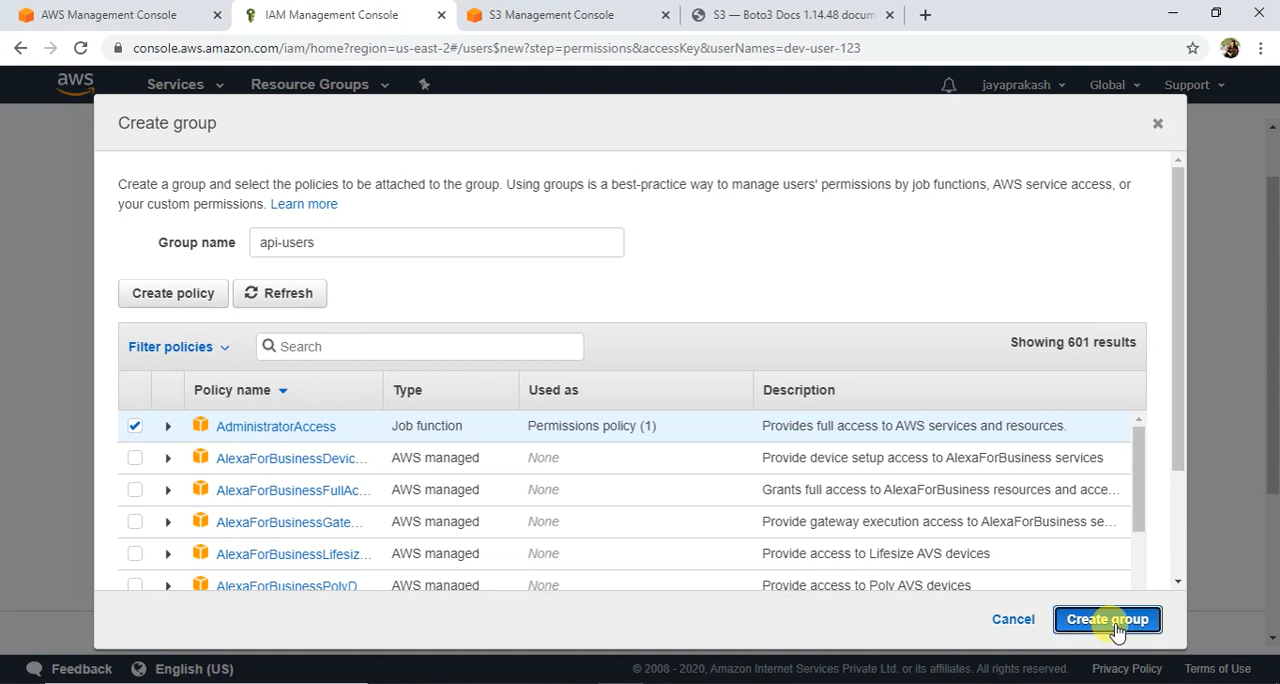 AWS Management Console
IAM Management Console
S3 Management Console
S3 — Boto3 Docs 1.14.48 docum
console.aws.amazon.com/iam/home?region=us-east-2#/users$new?step=permissions&accessKey&userNames=dev-user-123
aws
Services
Resource Groups
jayaprakash
Global
Support
Create group
Create a group and select the policies to be attached to the group. Using groups is a best-practice way to manage users' permissions by job functions, AWS service access, or
your custom permissions. Learn more
Group name
api-users
Create policy
Refresh
Filter policies
Search
Showing 601 results
Policy name
Type
Used as
Description
AdministratorAccess
Job function
Permissions policy (1)
Provides full access to AWS services and resources.
AlexaForBusinessDevic...
AWS managed
None
Provide device setup access to AlexaForBusiness services
AlexaForBusinessFullAc...
AWS managed
None
Grants full access to AlexaForBusiness resources and acce...
AlexaForBusinessGate...
AWS managed
None
Provide gateway execution access to AlexaForBusiness se...
AlexaForBusinessLifesiz...
AWS managed
None
Provide access to Lifesize AVS devices
AlexaForBusinessPolyD
AWS managed
None
Provide access to Poly AVS devices
Cancel
Create group
Feedback
English (US)
© 2008 - 2020, Amazon Internet Services Private Ltd. or its affiliates. All rights reserved.
Privacy Policy
Terms of Use